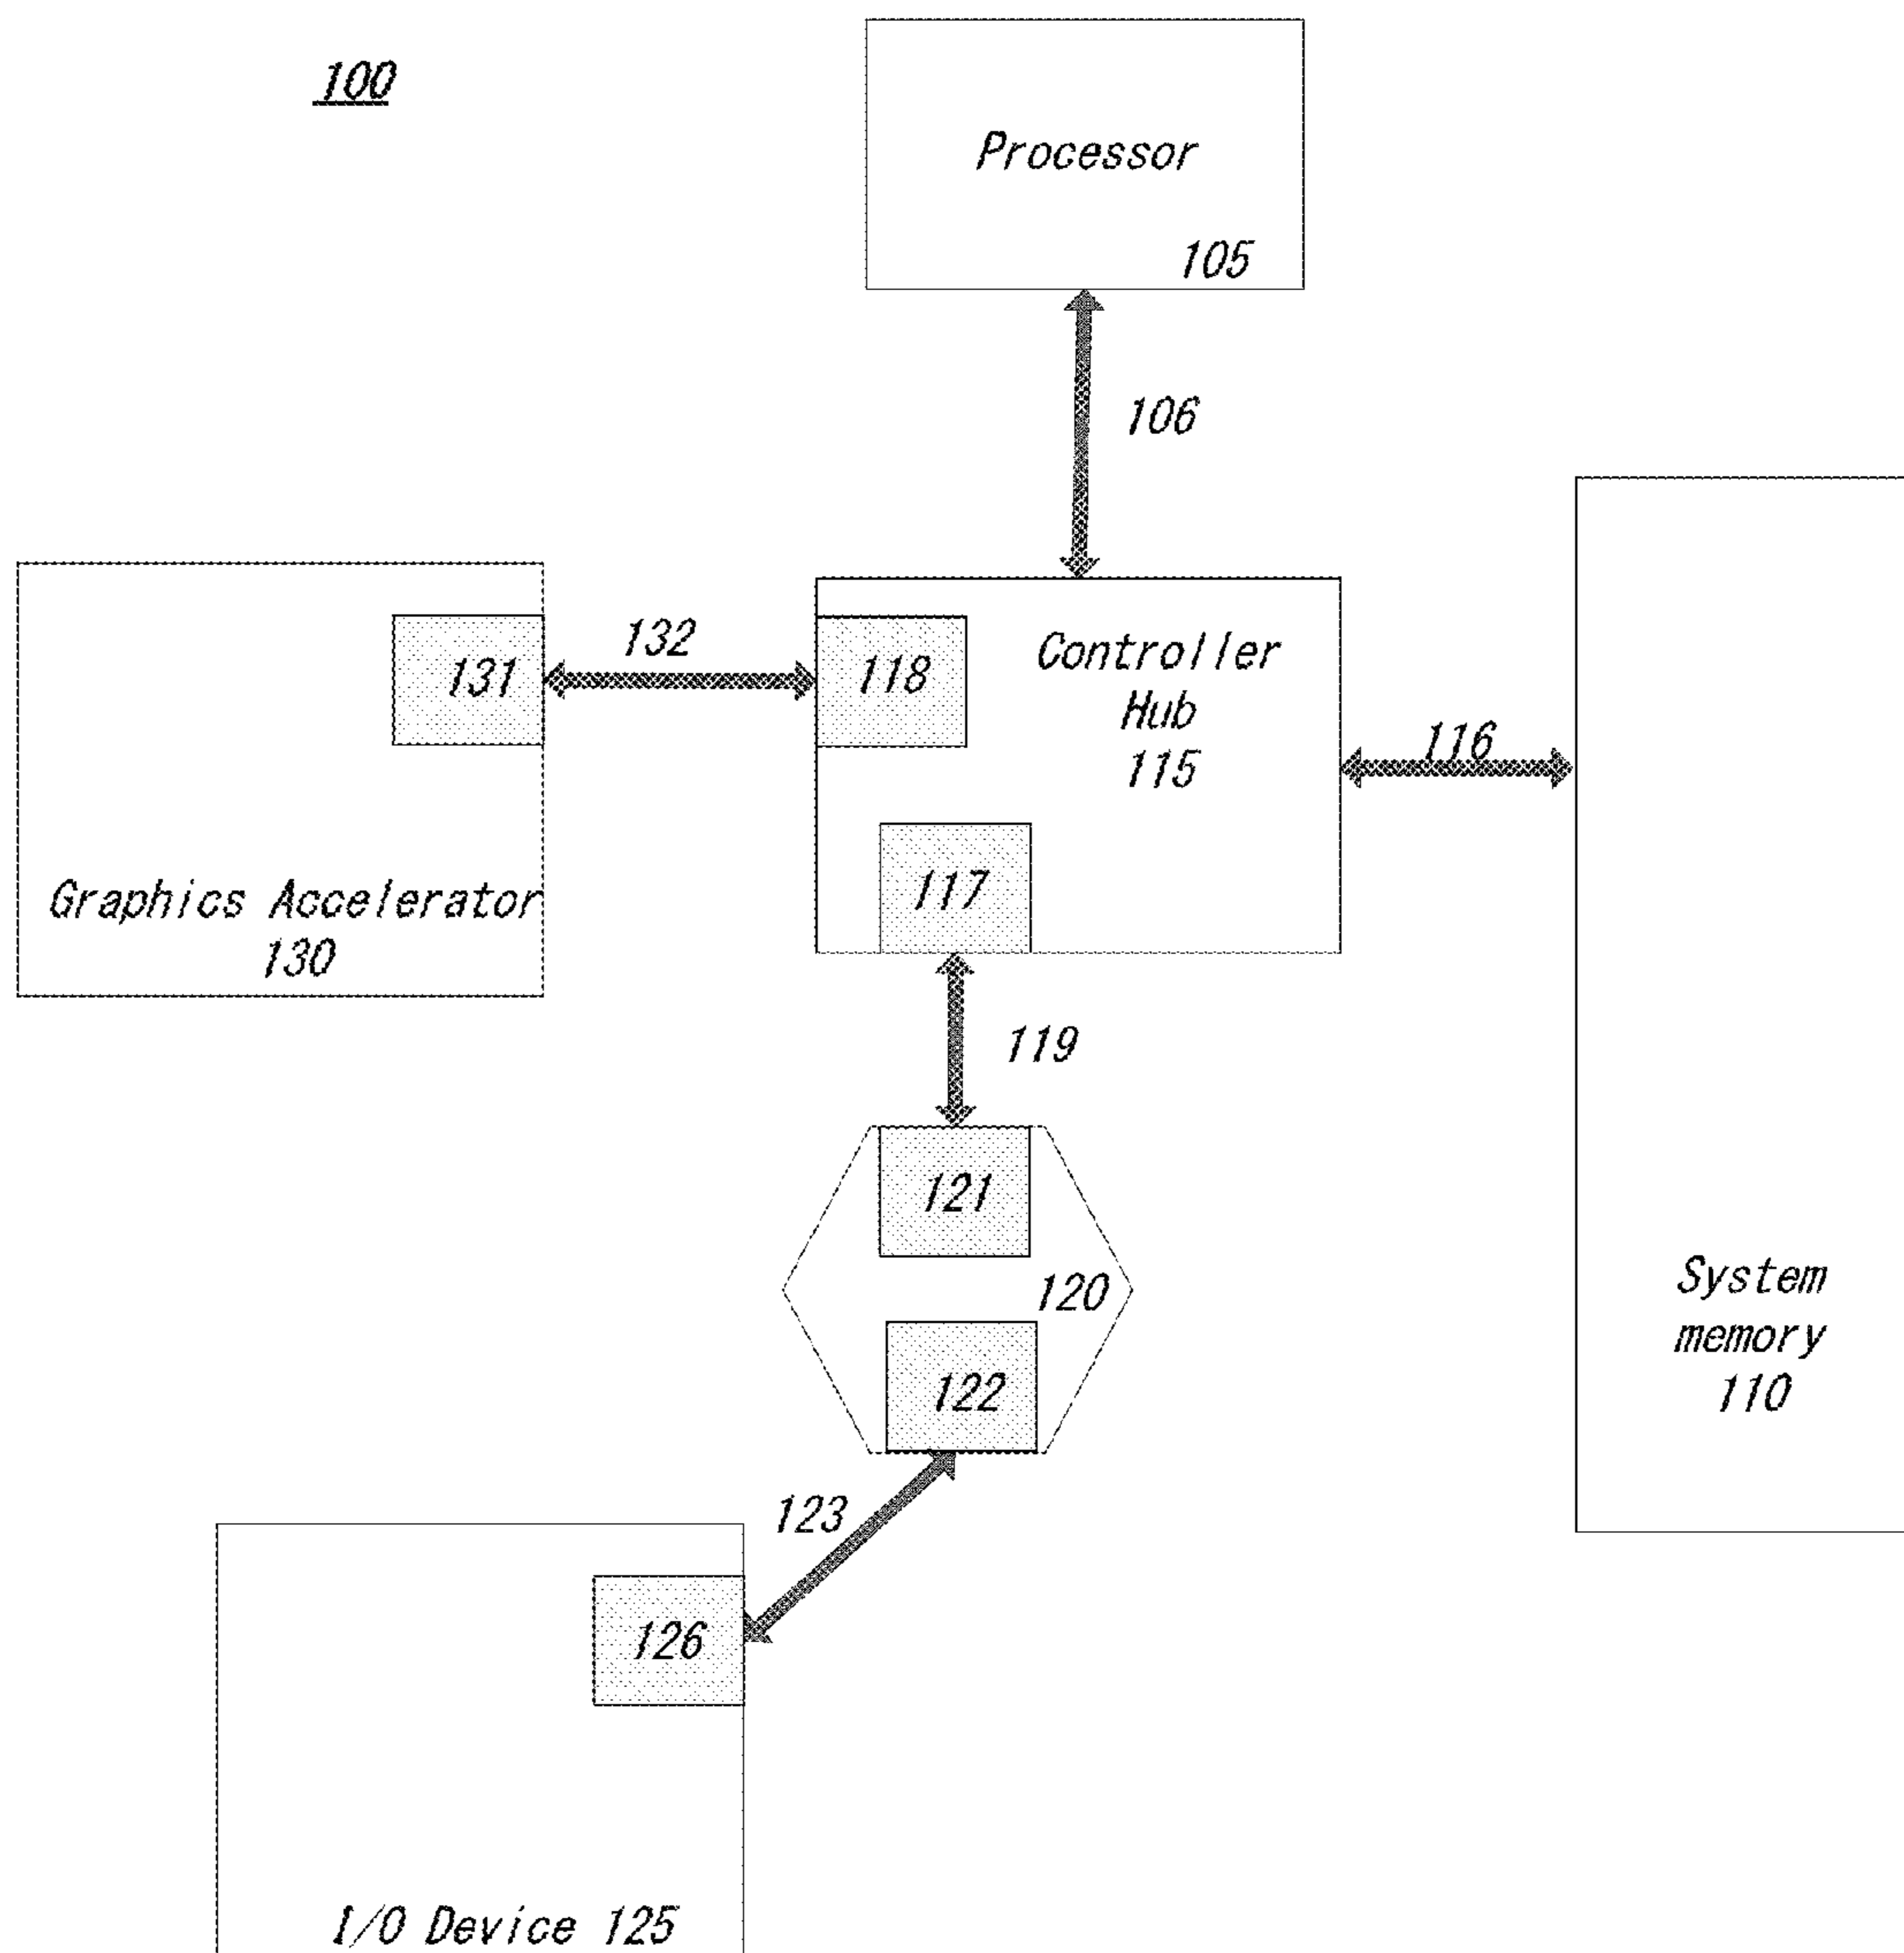 100
Processor
105
106
132
131
118
Controller
Hub
115
116
117
Graphics Accelerator
130
119
121
120
122
System
memory
110
123
126
I/O Device 125